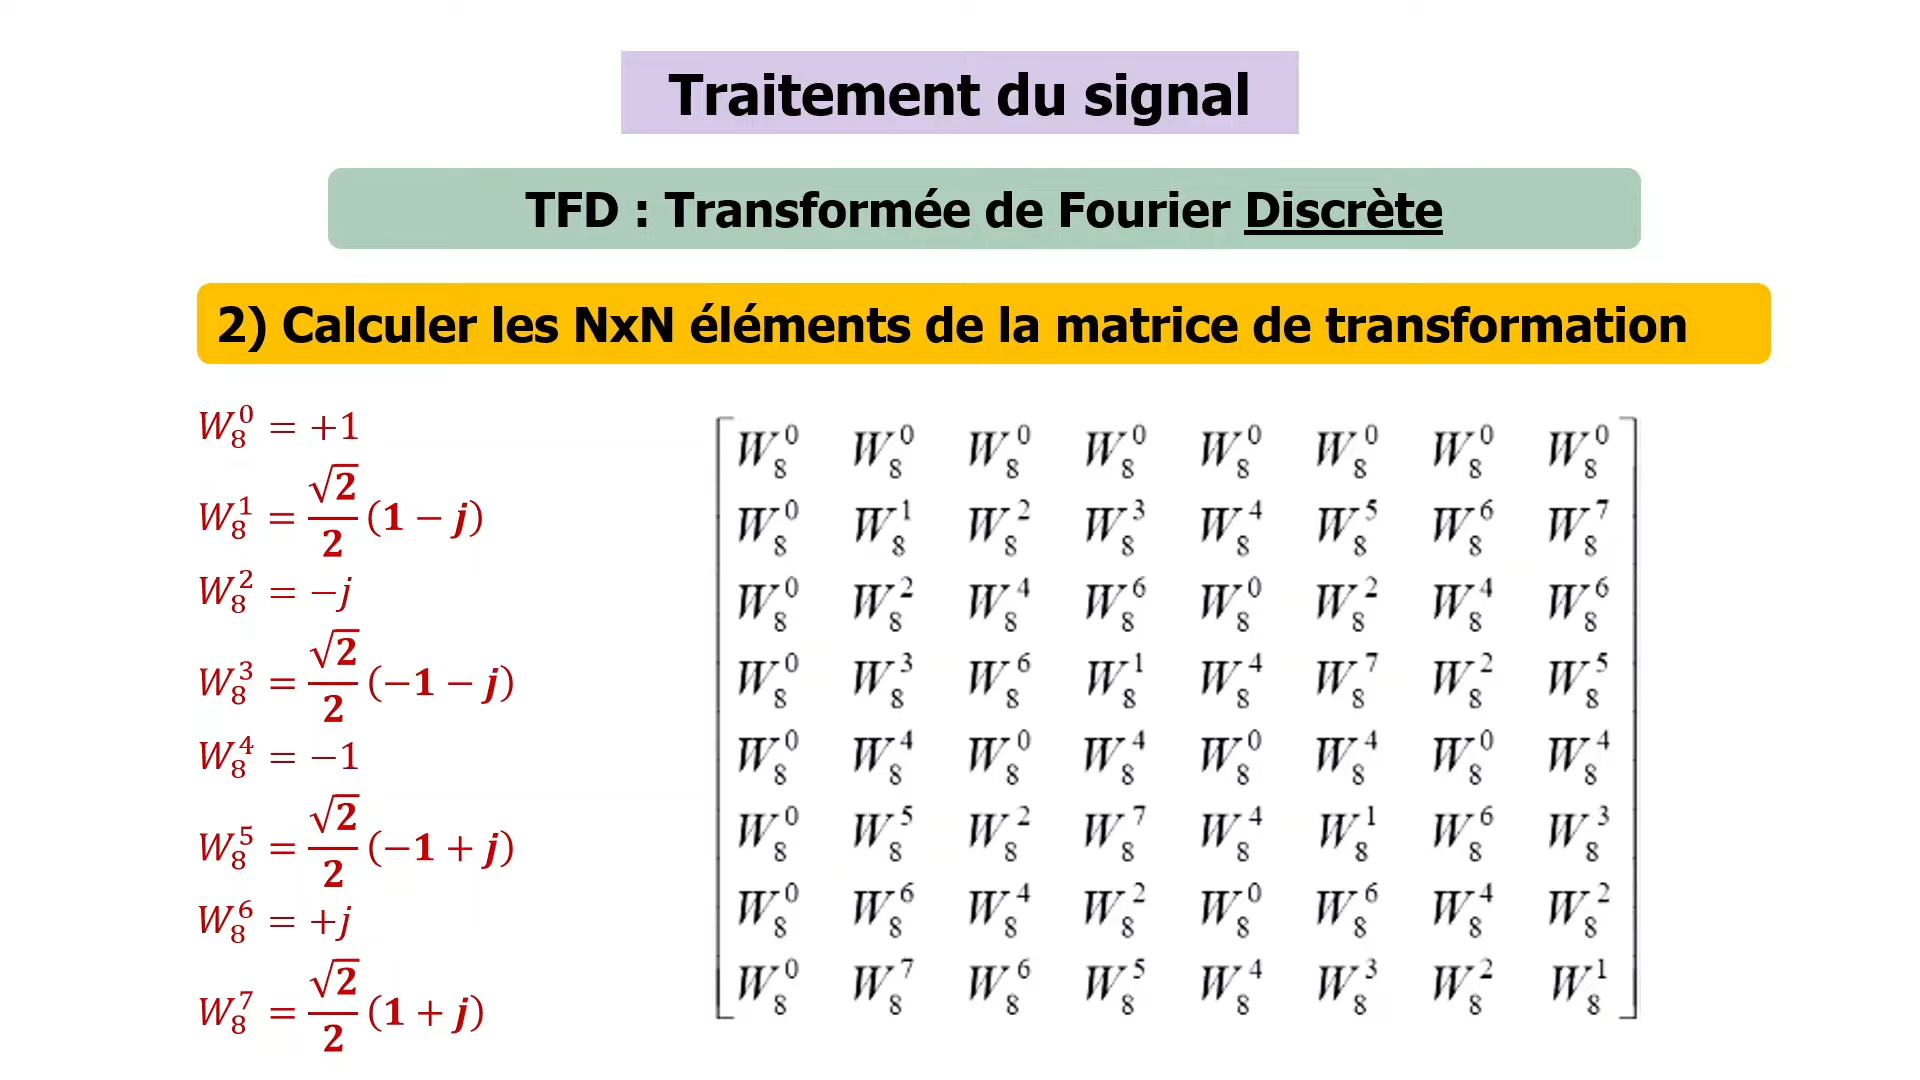 Traitement du signal
TFD : Transformée de Fourier Discrète
2) Calculer les NxN éléments de la matrice de transformation
W_8^0 = +1
W_8^1 = √2/2 (1 − j)
W_8^2 = −j
W_8^3 = √2/2 (−1 − j)
W_8^4 = −1
W_8^5 = √2/2 (−1 + j)
W_8^6 = +j
W_8^7 = √2/2 (1 + j)
W_8^0 W_8^0 W_8^0 W_8^0 W_8^0 W_8^0 W_8^0 W_8^0
W_8^0 W_8^1 W_8^2 W_8^3 W_8^4 W_8^5 W_8^6 W_8^7
W_8^0 W_8^2 W_8^4 W_8^6 W_8^0 W_8^2 W_8^4 W_8^6
W_8^0 W_8^3 W_8^6 W_8^1 W_8^4 W_8^7 W_8^2 W_8^5
W_8^0 W_8^4 W_8^0 W_8^4 W_8^0 W_8^4 W_8^0 W_8^4
W_8^0 W_8^5 W_8^2 W_8^7 W_8^4 W_8^1 W_8^6 W_8^3
W_8^0 W_8^6 W_8^4 W_8^2 W_8^0 W_8^6 W_8^4 W_8^2
W_8^0 W_8^7 W_8^6 W_8^5 W_8^4 W_8^3 W_8^2 W_8^1